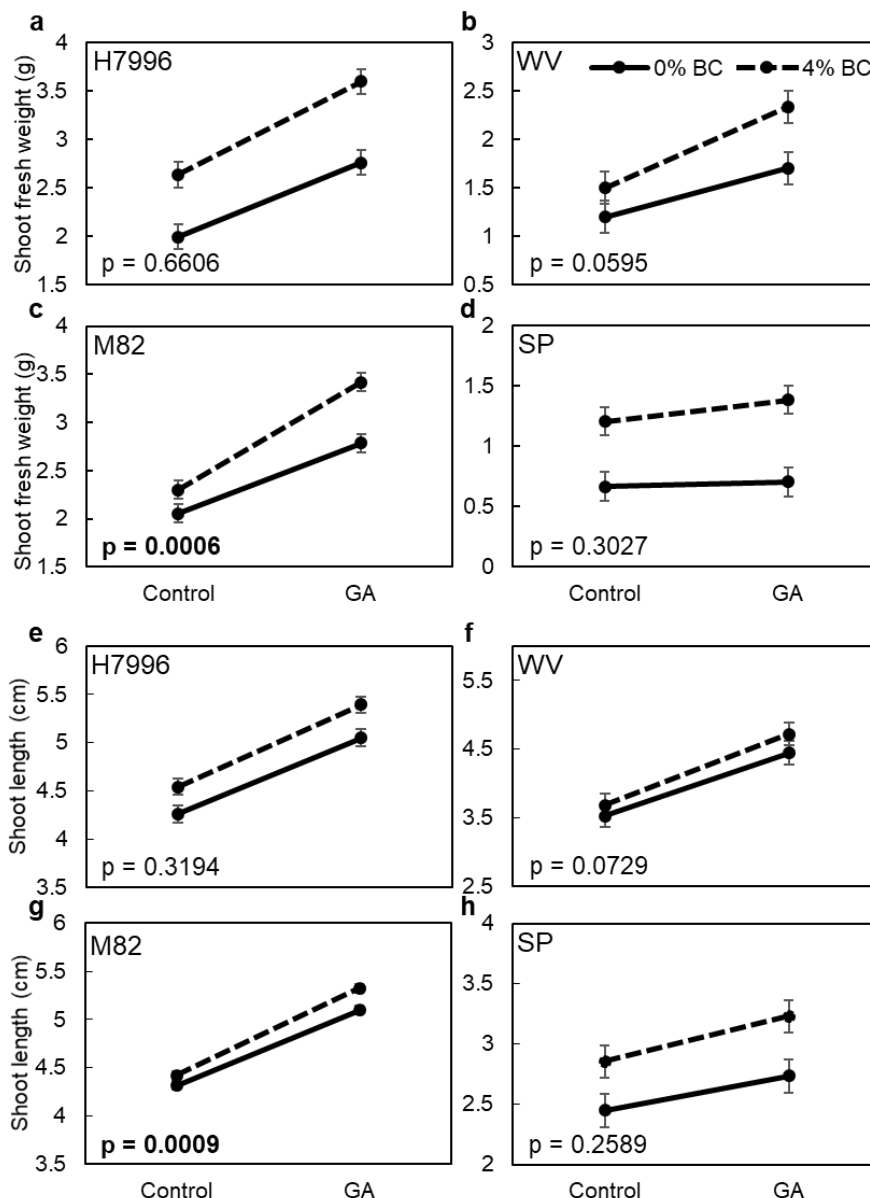 a
H7996
Shoot fresh weight (g)
4
3.5
3
2.5
2
1.5
p = 0.6606
b
WV
0% BC
4% BC
3
2.5
2
1.5
1
0.5
p = 0.0595
c
M82
Shoot fresh weight (g)
4
3.5
3
2.5
2
1.5
p = 0.0006
Control
GA
d
SP
2
1.5
1
0.5
0
p = 0.3027
Control
GA
e
H7996
Shoot length (cm)
6
5.5
5
4.5
4
3.5
p = 0.3194
f
WV
5.5
4.5
3.5
2.5
p = 0.0729
g
M82
Shoot length (cm)
6
5.5
5
4.5
4
3.5
p = 0.0009
Control
GA
h
SP
4
3.5
3
2.5
2
p = 0.2589
Control
GA